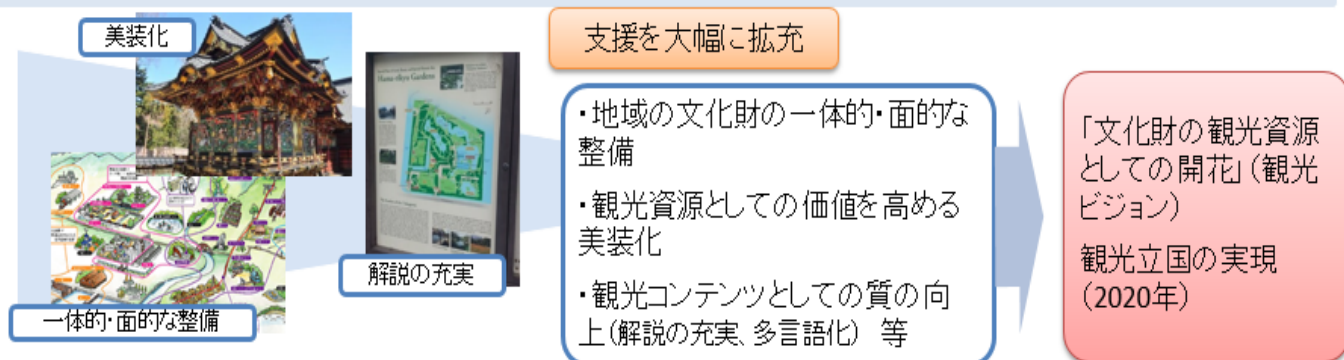 美装化
支援を大幅に拡充
Hama-rikyu Gardens
解説の充実
一体的・面的な整備
・地域の文化財の一体的・面的な
整備
・観光資源としての価値を高める
美装化
・観光コンテンツとしての質の向
上(解説の充実、多言語化) 等
「文化財の観光資源
としての開花」(観光
ビジョン)
観光立国の実現
(2020年)